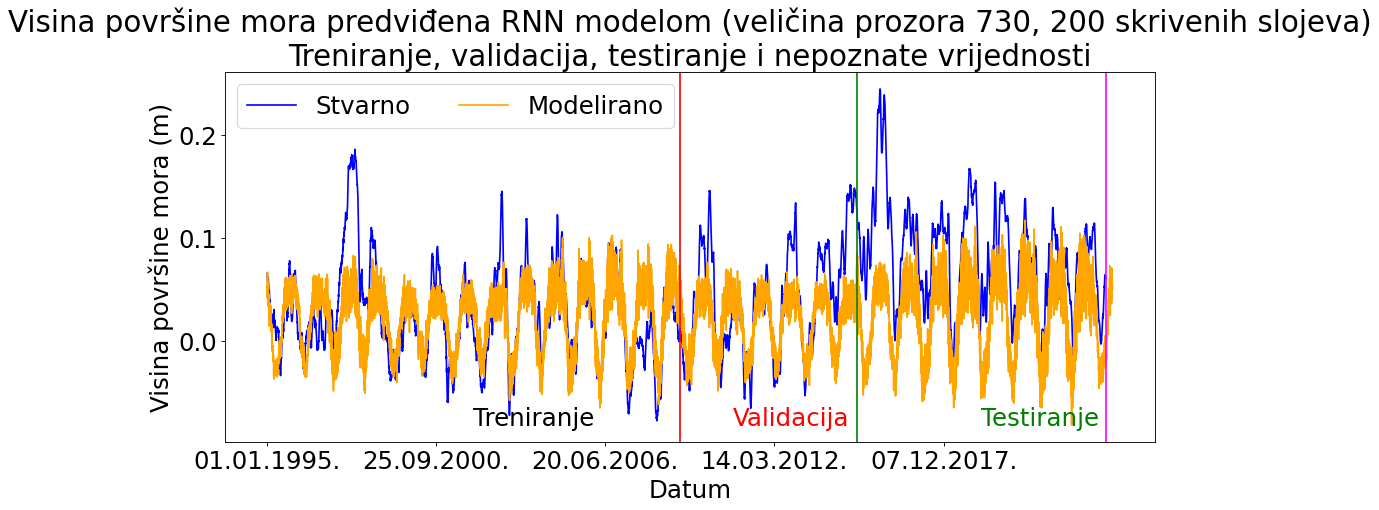 Visina površine mora predviđena RNN modelom (veličina prozora 730, 200 skrivenih slojeva)
Treniranje, validacija, testiranje i nepoznate vrijednosti
Stvarno Modelirano
Visina površine mora (m)
0.2
0.1
0.0
Treniranje Validacija Testiranje
01.01.1995. 25.09.2000. 20.06.2006. 14.03.2012. 07.12.2017.
Datum